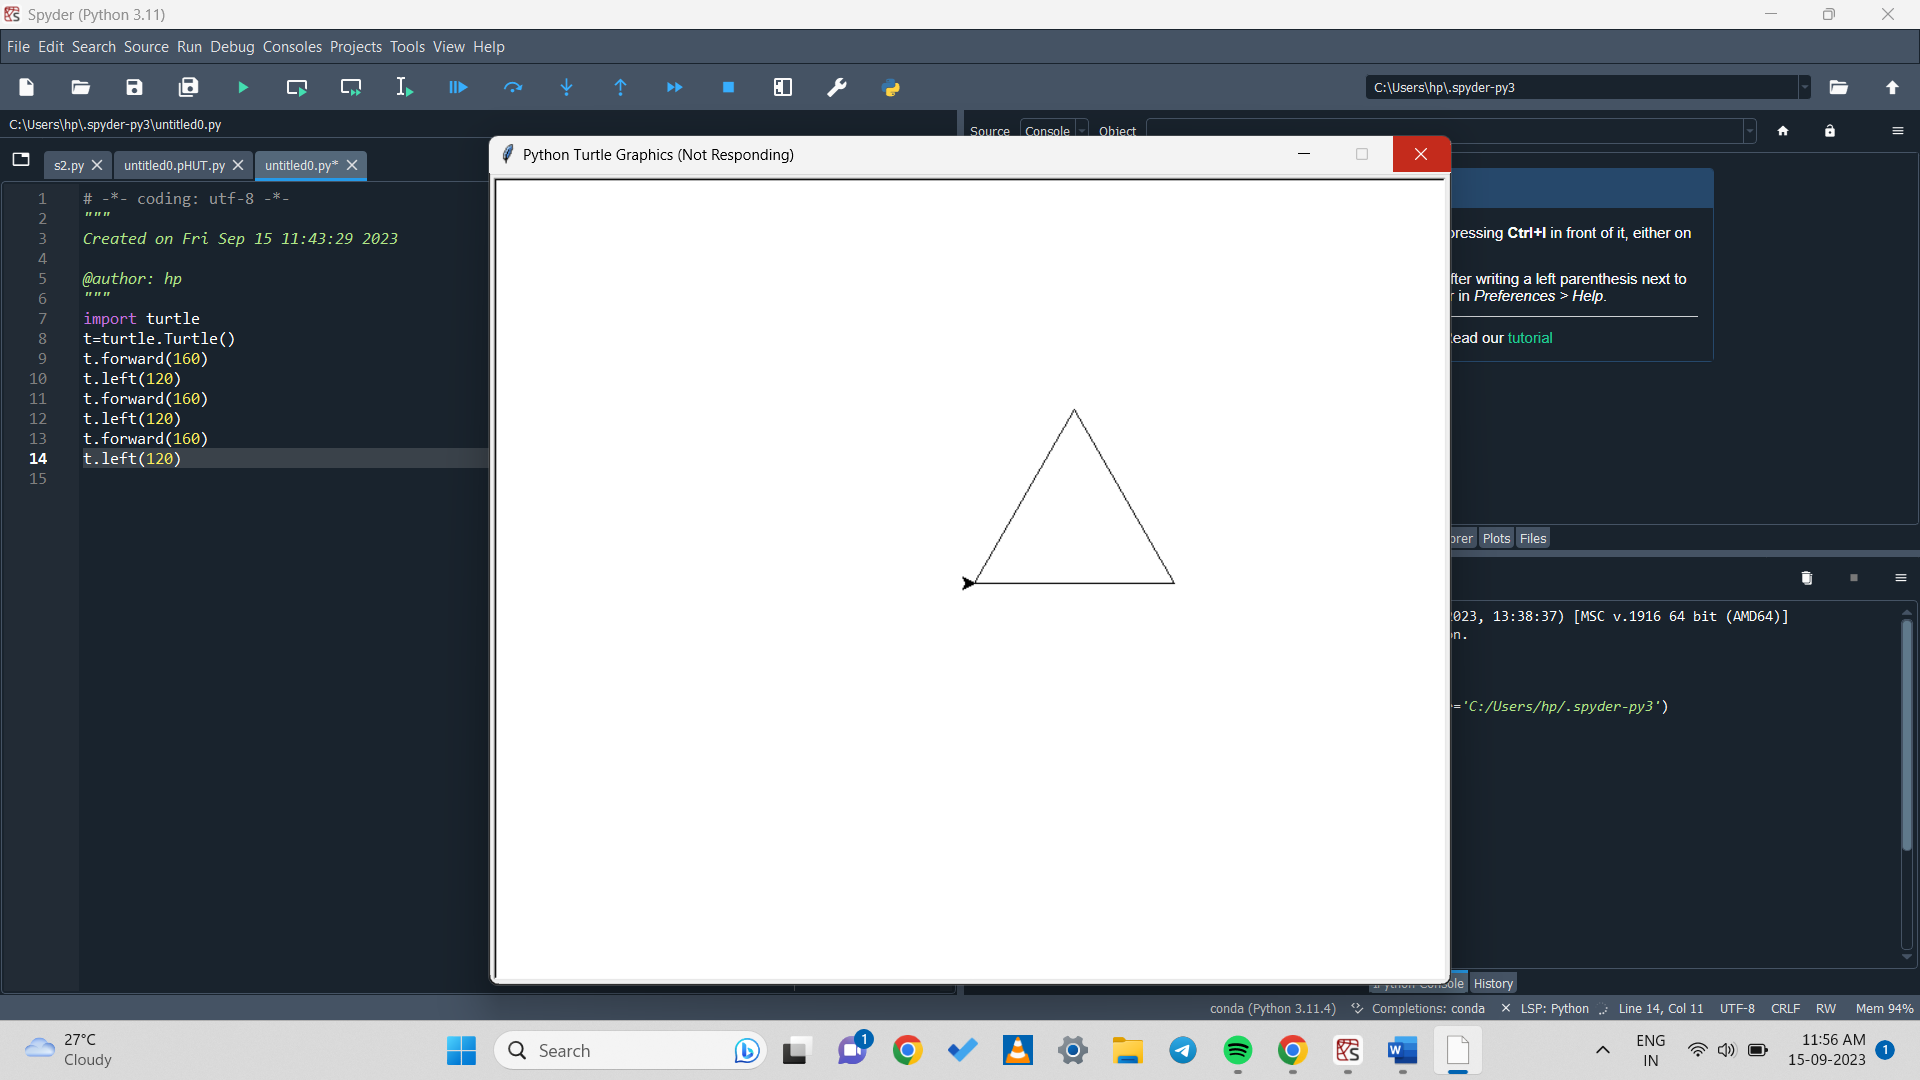 Spyder (Python 3.11)
File Edit Search Source Run Debug Consoles Projects Tools View Help
C:\Users\hp\.spyder-py3
C:\Users\hp\.spyder-py3\untitled0.py
Source Console Object
s2.py untitled0.pHUT.py untitled0.py*
Python Turtle Graphics (Not Responding)
1 # -*- coding: utf-8 -*-
2 """
3 Created on Fri Sep 15 11:43:29 2023
4
5 @author: hp
6 """
7 import turtle
8 t=turtle.Turtle()
9 t.forward(160)
10 t.left(120)
11 t.forward(160)
12 t.left(120)
13 t.forward(160)
14 t.left(120)
15
pressing Ctrl+I in front of it, either on
fter writing a left parenthesis next to
r in Preferences > Help.
ead our tutorial
orer Plots Files
023, 13:38:37) [MSC v.1916 64 bit (AMD64)]
n.
='C:/Users/hp/.spyder-py3')
IPython Console History
conda (Python 3.11.4) Completions: conda LSP: Python Line 14, Col 11 UTF-8 CRLF RW Mem 94%
27°C
Cloudy
Search
1
ENG
IN
11:56 AM
15-09-2023
1